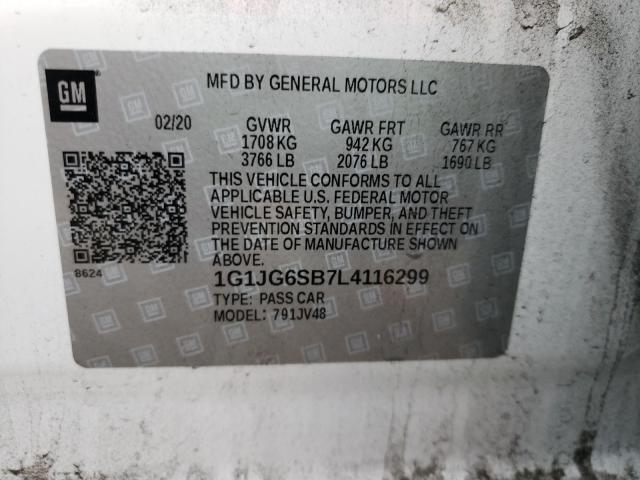 GM
MFD BY GENERAL MOTORS LLC
02/20 GVWR GAWR FRT GAWR RR
1708 KG 942 KG 767 KG
3766 LB 2076 LB 1690 LB
THIS VEHICLE CONFORMS TO ALL
APPLICABLE U.S. FEDERAL MOTOR
VEHICLE SAFETY, BUMPER, AND THEFT
PREVENTION STANDARDS IN EFFECT ON
THE DATE OF MANUFACTURE SHOWN
ABOVE.
8624
1G1JG6SB7L4116299
TYPE: PASS CAR
MODEL: 791JV48